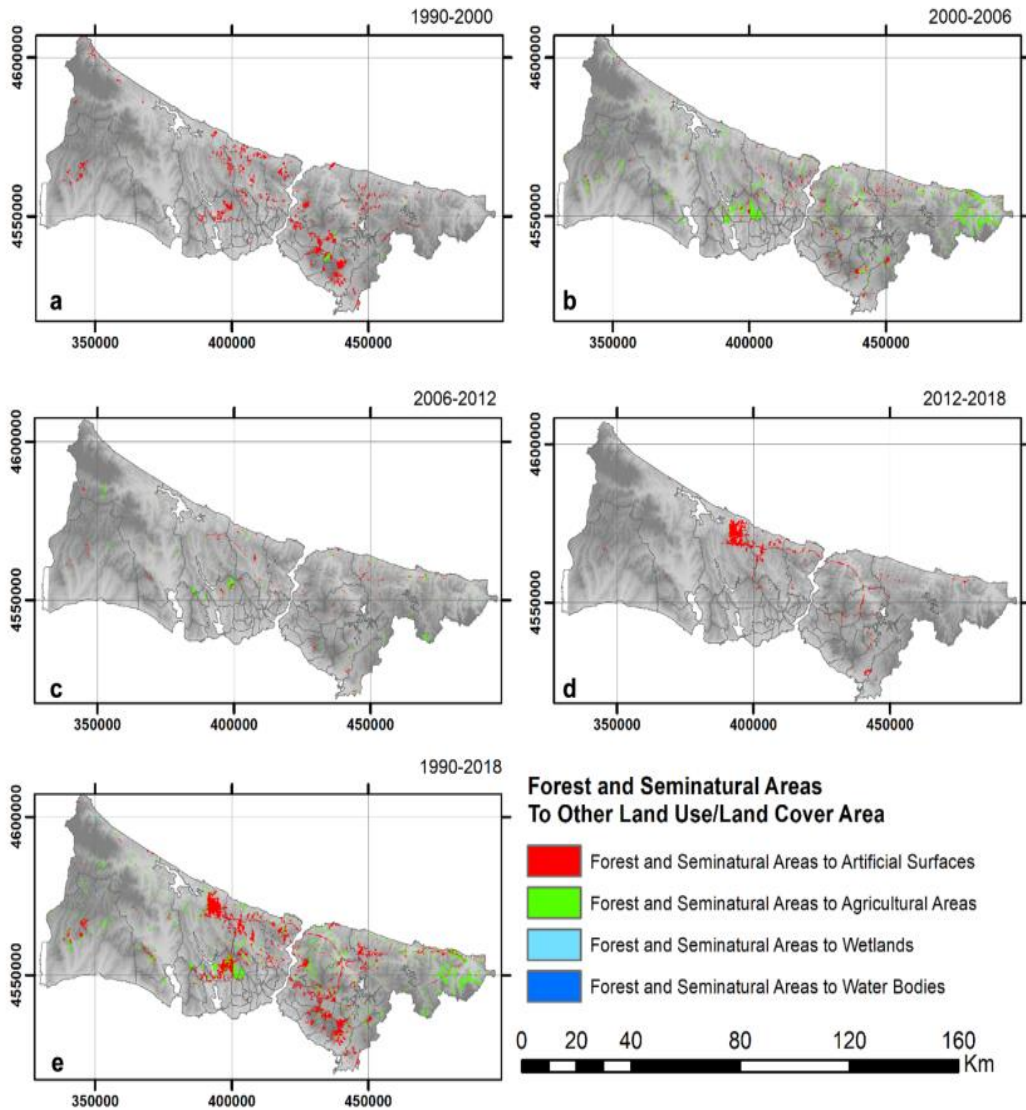 1990-2000
4600000
4550000
a
350000 400000 450000
2000-2006
4600000
4550000
b
350000 400000 450000
2006-2012
4600000
4550000
c
350000 400000 450000
2012-2018
4600000
4550000
d
350000 400000 450000
1990-2018
4600000
4550000
e
350000 400000 450000
Forest and Seminatural Areas
To Other Land Use/Land Cover Area
Forest and Seminatural Areas to Artificial Surfaces
Forest and Seminatural Areas to Agricultural Areas
Forest and Seminatural Areas to Wetlands
Forest and Seminatural Areas to Water Bodies
0 20 40 80 120 160
Km